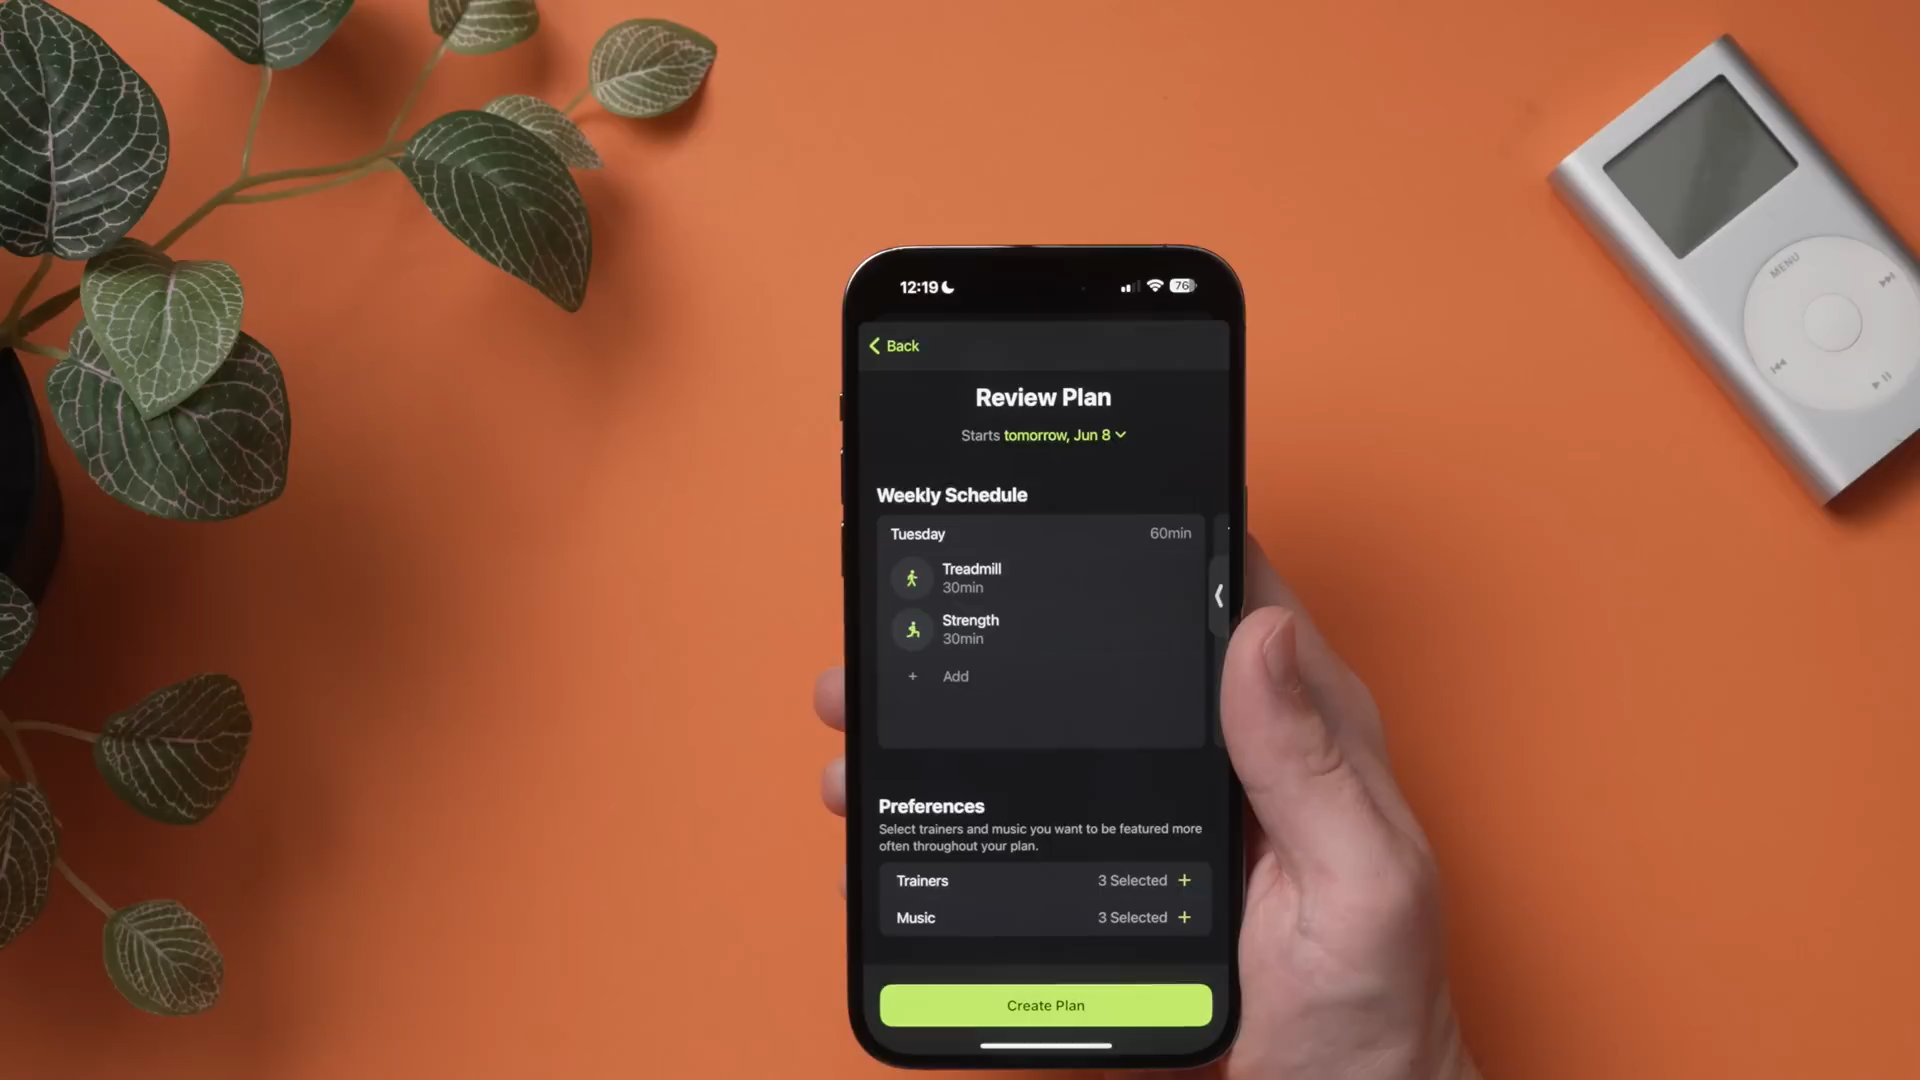 12:19
76
Back
Review Plan
Starts tomorrow, Jun 8
Weekly Schedule
Tuesday 60min
Treadmill
30min
Strength
30min
+ Add
Preferences
Select trainers and music you want to be featured more
often throughout your plan.
Trainers 3 Selected +
Music 3 Selected +
Create Plan
MENU